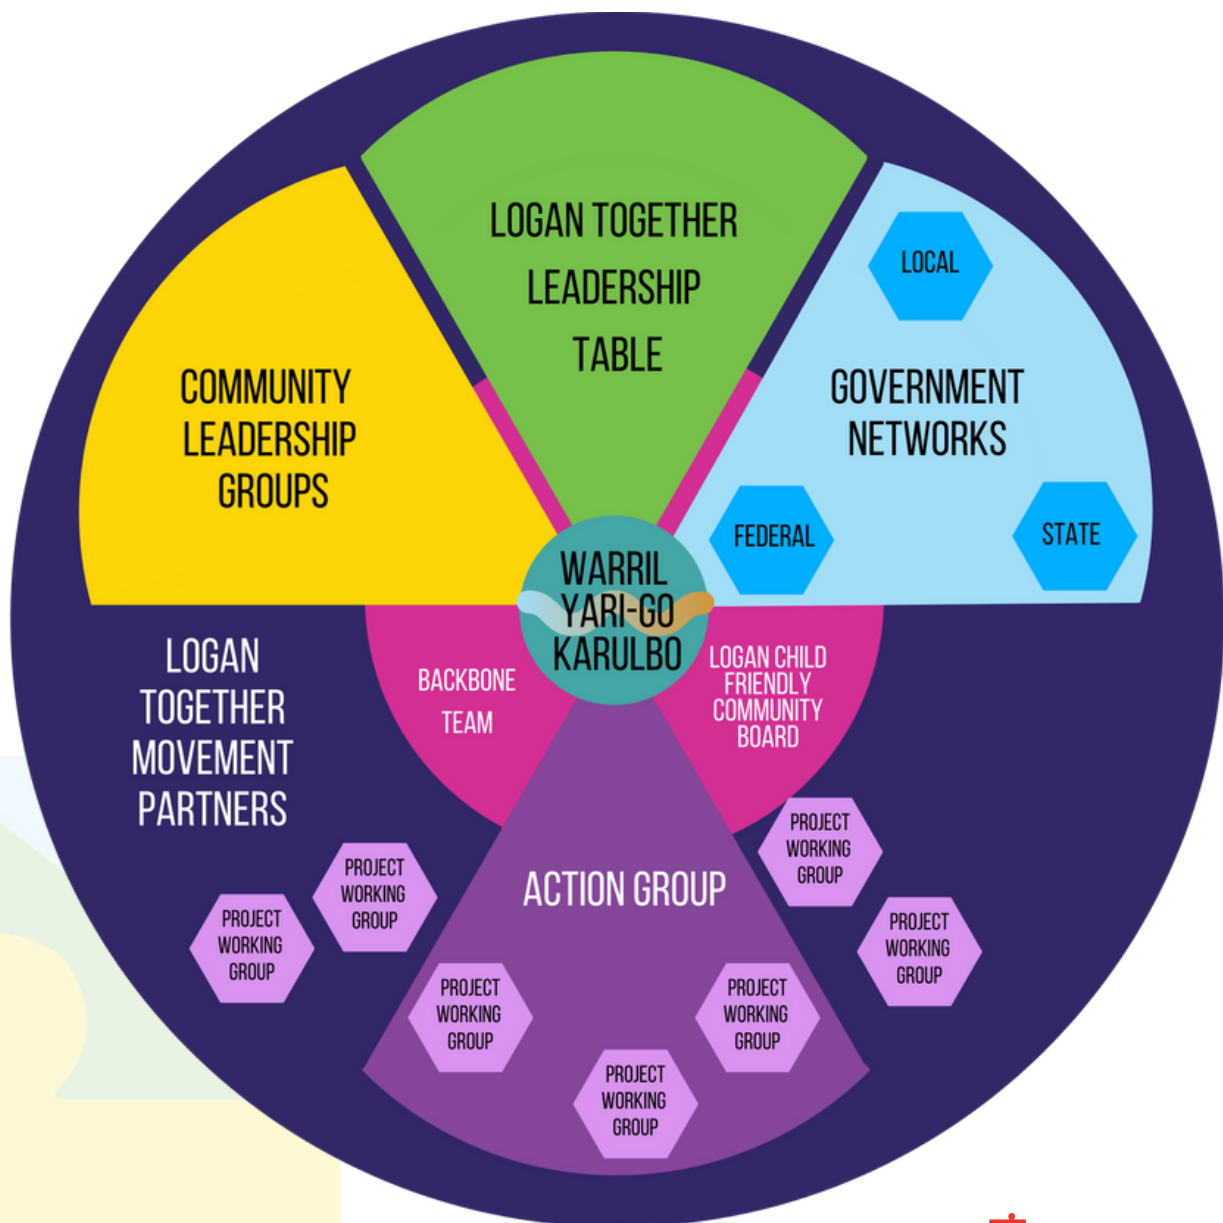 LOGAN TOGETHER
LEADERSHIP
TABLE
COMMUNITY
LEADERSHIP
GROUPS
LOCAL
GOVERNMENT
NETWORKS
FEDERAL
STATE
WARRIL
YARI-GO
KARULBO
LOGAN
TOGETHER
MOVEMENT
PARTNERS
BACKBONE
TEAM
LOGAN CHILD
FRIENDLY
COMMUNITY
BOARD
ACTION GROUP
PROJECT
WORKING
GROUP
PROJECT
WORKING
GROUP
PROJECT
WORKING
GROUP
PROJECT
WORKING
GROUP
PROJECT
WORKING
GROUP
PROJECT
WORKING
GROUP
PROJECT
WORKING
GROUP